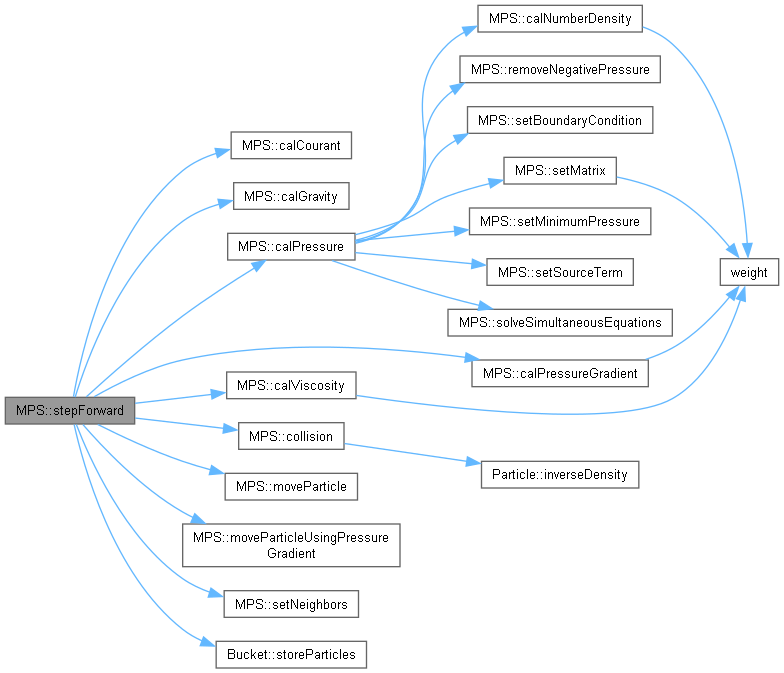 MPS::stepForward
MPS::calCourant
MPS::calGravity
MPS::calPressure
MPS::calNumberDensity
MPS::removeNegativePressure
MPS::setBoundaryCondition
MPS::setMatrix
MPS::setMinimumPressure
MPS::setSourceTerm
MPS::solveSimultaneousEquations
weight
MPS::calPressureGradient
MPS::calViscosity
MPS::collision
Particle::inverseDensity
MPS::moveParticle
MPS::moveParticleUsingPressure
Gradient
MPS::setNeighbors
Bucket::storeParticles